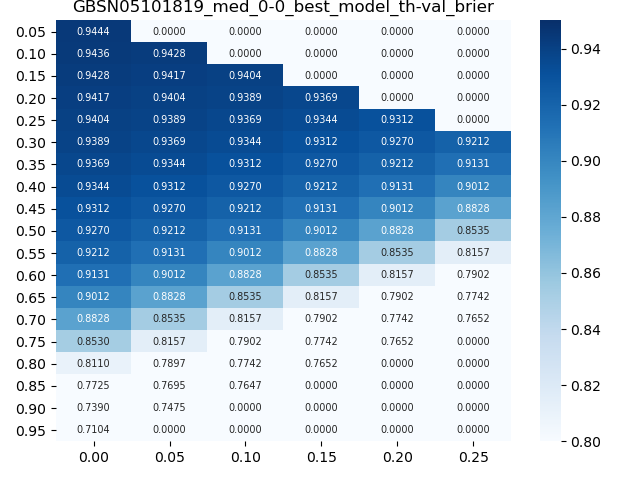 GBSN05101819_med_0-0_best_model_th-val_brier
0.05 0.9444 0.0000 0.0000 0.0000 0.0000 0.0000
0.10 0.9436 0.9428 0.0000 0.0000 0.0000 0.0000
0.15 0.9428 0.9417 0.9404 0.0000 0.0000 0.0000
0.20 0.9417 0.9404 0.9389 0.9369 0.0000 0.0000
0.25 0.9404 0.9389 0.9369 0.9344 0.9312 0.0000
0.30 0.9389 0.9369 0.9344 0.9312 0.9270 0.9212
0.35 0.9369 0.9344 0.9312 0.9270 0.9212 0.9131
0.40 0.9344 0.9312 0.9270 0.9212 0.9131 0.9012
0.45 0.9312 0.9270 0.9212 0.9131 0.9012 0.8828
0.50 0.9270 0.9212 0.9131 0.9012 0.8828 0.8535
0.55 0.9212 0.9131 0.9012 0.8828 0.8535 0.8157
0.60 0.9131 0.9012 0.8828 0.8535 0.8157 0.7902
0.65 0.9012 0.8828 0.8535 0.8157 0.7902 0.7742
0.70 0.8828 0.8535 0.8157 0.7902 0.7742 0.7652
0.75 0.8530 0.8157 0.7902 0.7742 0.7652 0.0000
0.80 0.8110 0.7897 0.7742 0.7652 0.0000 0.0000
0.85 0.7725 0.7695 0.7647 0.0000 0.0000 0.0000
0.90 0.7390 0.7475 0.0000 0.0000 0.0000 0.0000
0.95 0.7104 0.0000 0.0000 0.0000 0.0000 0.0000
0.00 0.05 0.10 0.15 0.20 0.25
0.94
0.92
0.90
0.88
0.86
0.84
0.82
0.80